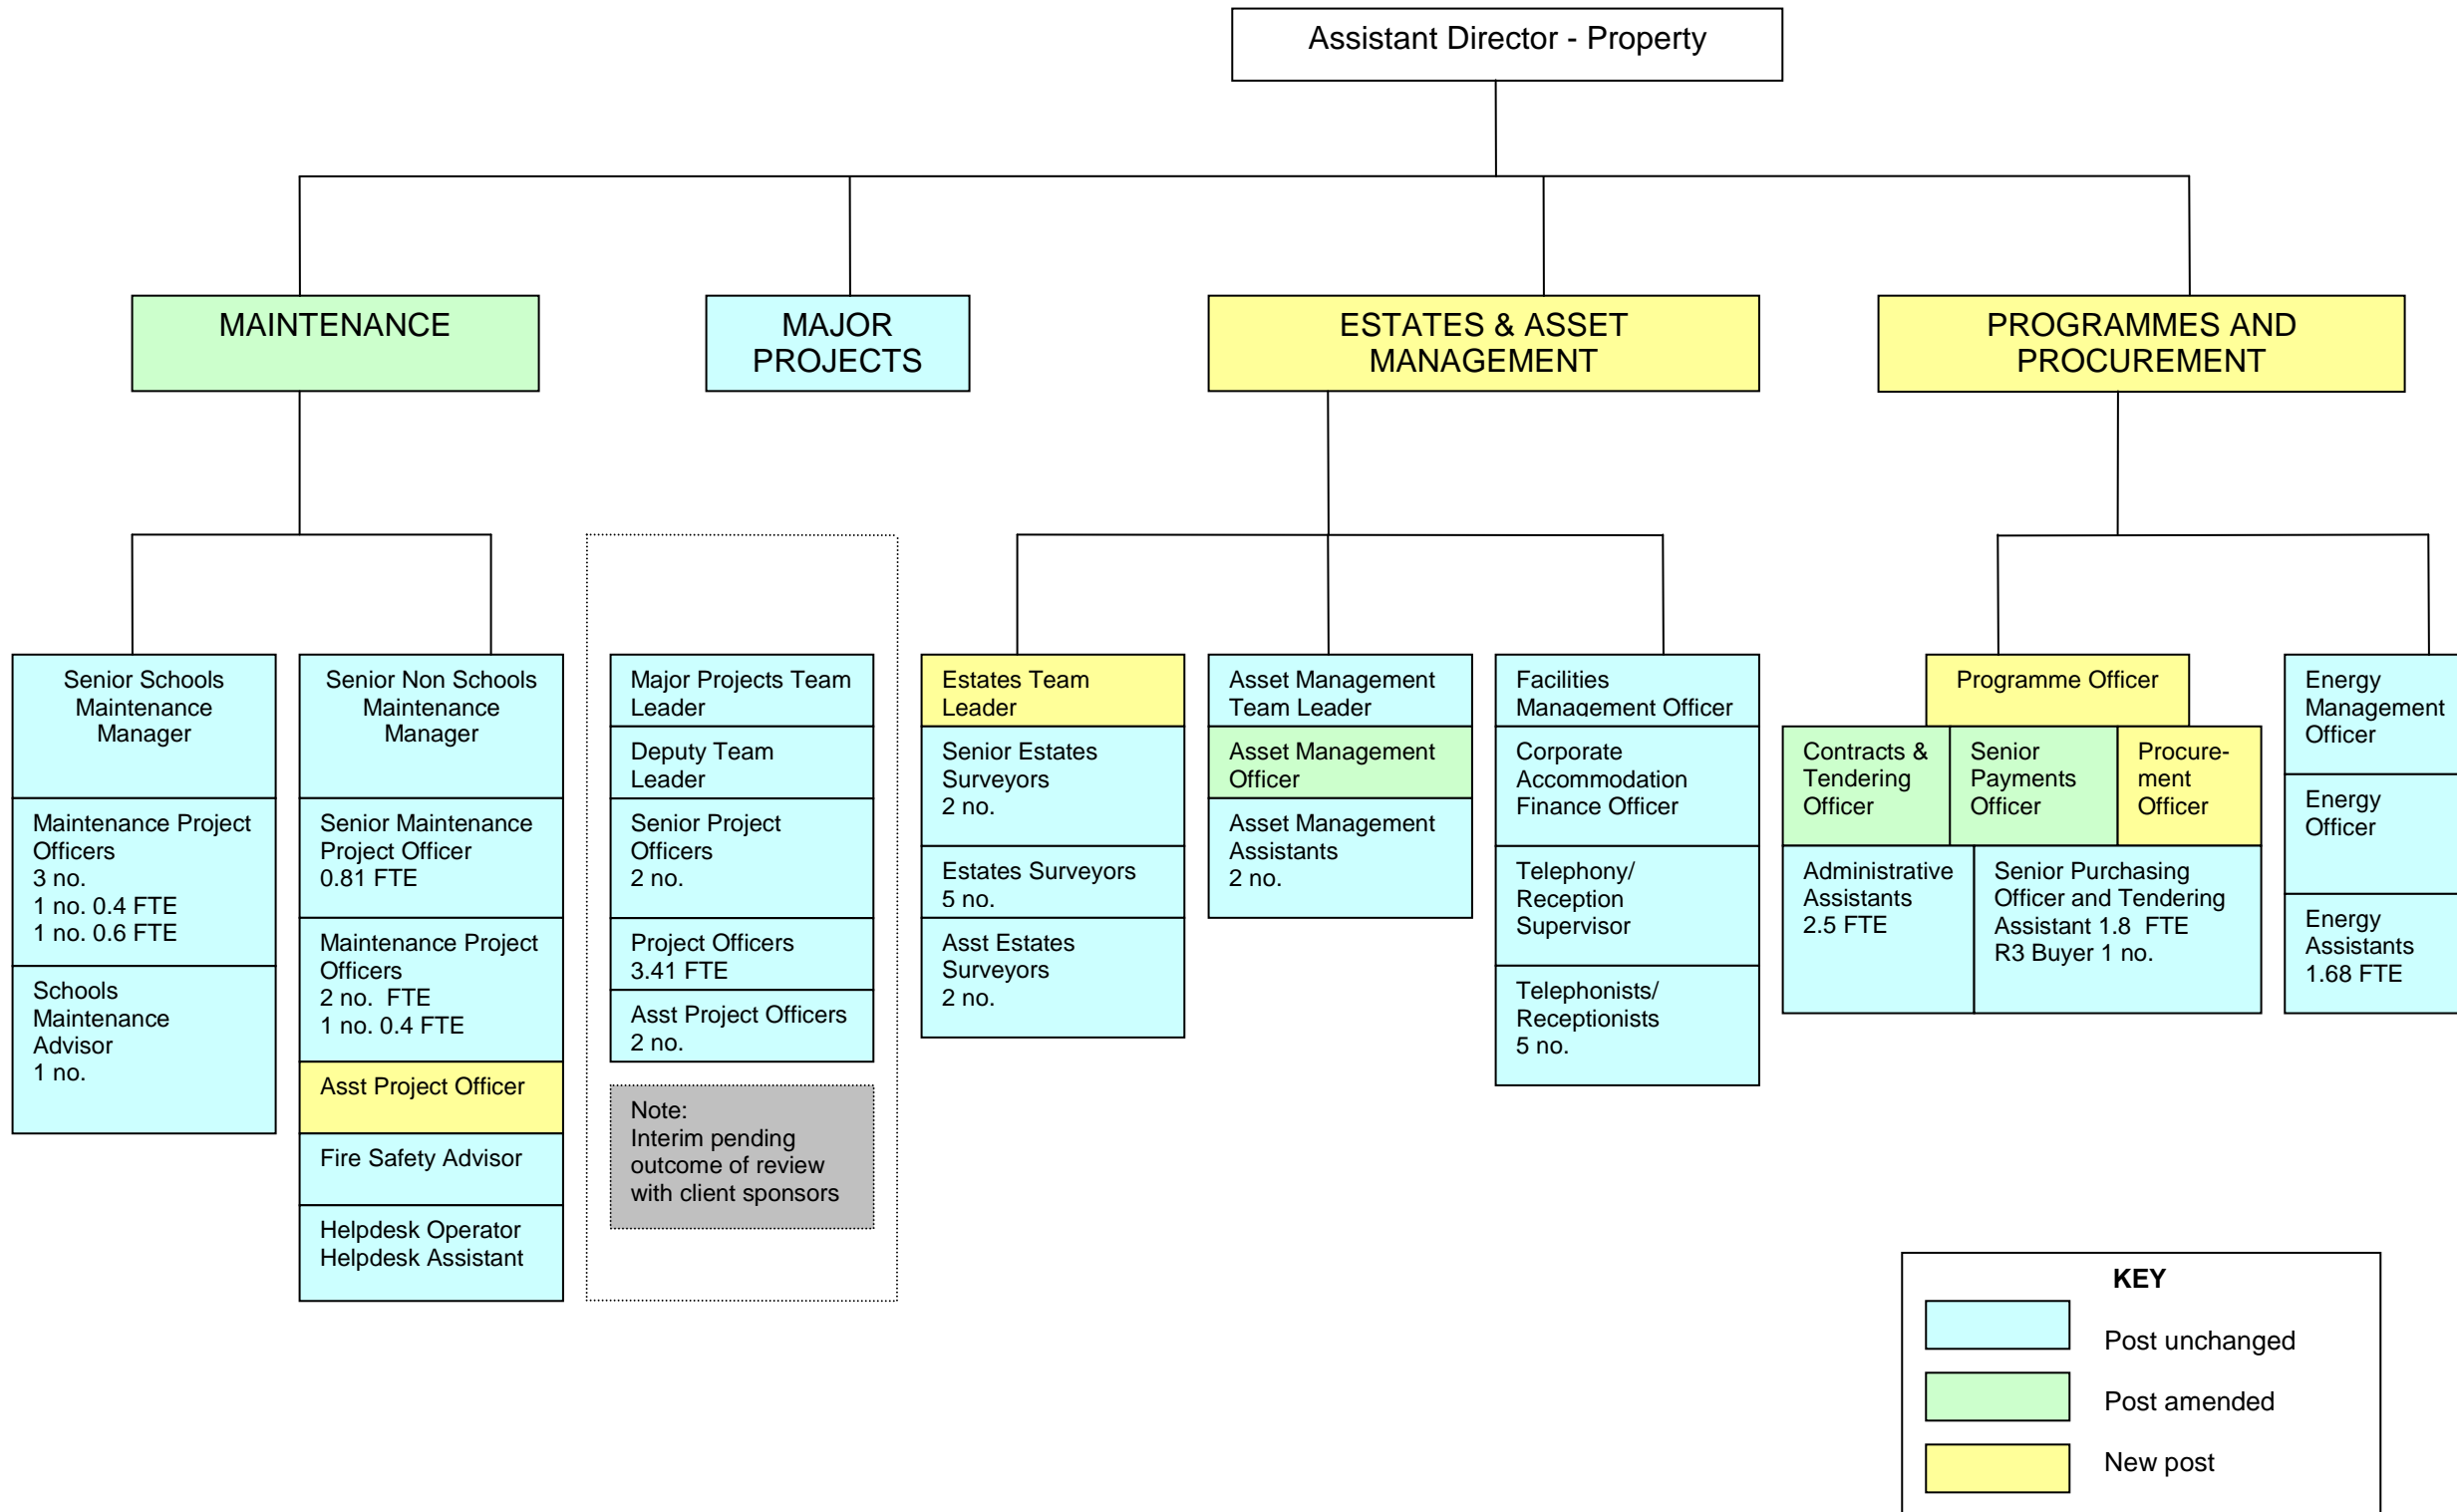 Assistant Director - Property
MAINTENANCE
MAJOR
PROJECTS
ESTATES & ASSET
MANAGEMENT
PROGRAMMES AND
PROCUREMENT
Senior Schools
Maintenance
Manager
Maintenance Project
Officers
3 no.
1 no. 0.4 FTE
1 no. 0.6 FTE
Schools
Maintenance
Advisor
1 no.
Senior Non Schools
Maintenance
Manager
Senior Maintenance
Project Officer
0.81 FTE
Maintenance Project
Officers
2 no.  FTE
1 no. 0.4 FTE
Asst Project Officer
Fire Safety Advisor
Helpdesk Operator
Helpdesk Assistant
Major Projects Team
Leader
Deputy Team
Leader
Senior Project
Officers
2 no.
Project Officers
3.41 FTE
Asst Project Officers
2 no.
Note:
Interim pending
outcome of review
with client sponsors
Estates Team
Leader
Senior Estates
Surveyors
2 no.
Estates Surveyors
5 no.
Asst Estates
Surveyors
2 no.
Asset Management
Team Leader
Asset Management
Officer
Asset Management
Assistants
2 no.
Facilities
Management Officer
Corporate
Accommodation
Finance Officer
Telephony/
Reception
Supervisor
Telephonists/
Receptionists
5 no.
Programme Officer
Contracts &
Tendering
Officer
Senior
Payments
Officer
Procure-
ment
Officer
Administrative
Assistants
2.5 FTE
Senior Purchasing
Officer and Tendering
Assistant 1.8  FTE
R3 Buyer 1 no.
Energy
Management
Officer
Energy
Officer
Energy
Assistants
1.68 FTE
KEY
Post unchanged
Post amended
New post